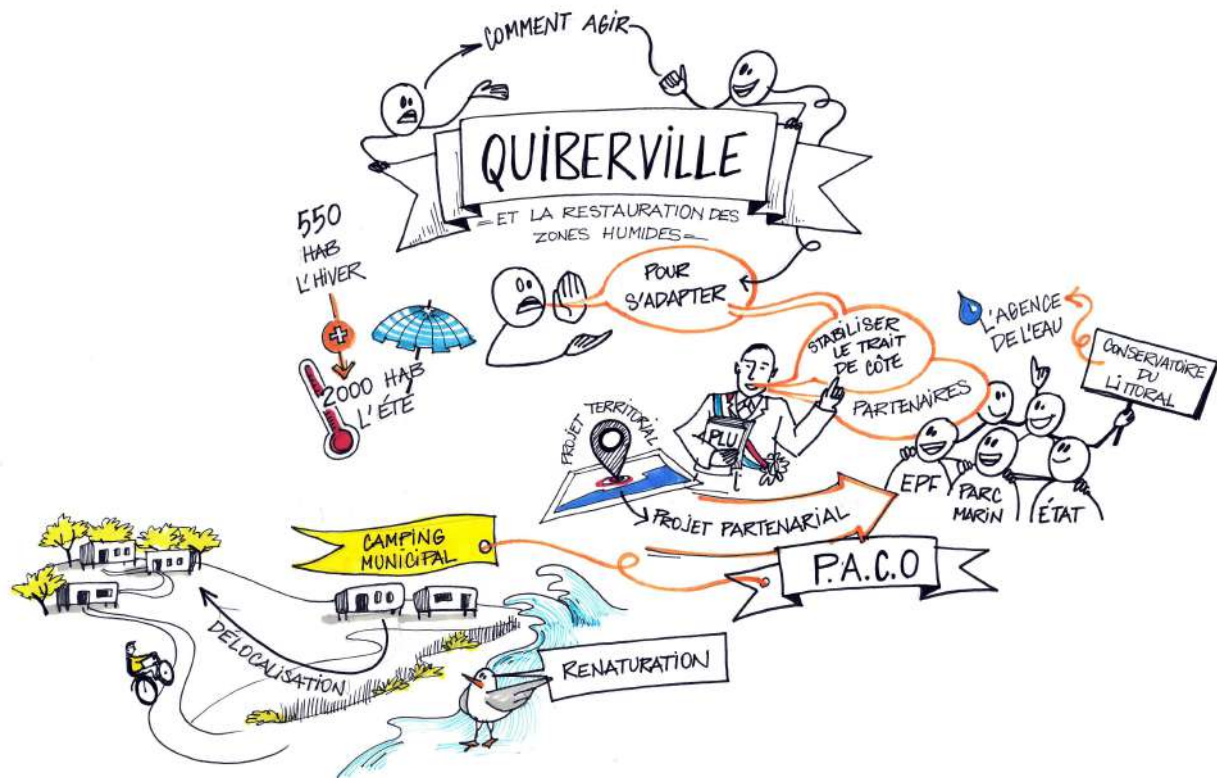 COMMENT AGIR
QUIBERVILLE
ET LA RESTAURATION DES
ZONES HUMIDES
550
HAB
L'HIVER
+
2000 HAB
L'ÉTÉ
POUR
S'ADAPTER
STABILISER
LE TRAIT
DE CÔTE
PARTENAIRES
L'AGENCE
DE L'EAU
CONSERVATOIRE
DU
LITTORAL
PLU
PROJET TERRITORIAL
PROJET PARTENARIAL
EPF
PARC
MARIN
ÉTAT
CAMPING
MUNICIPAL
P.A.C.O
DÉLOCALISATION
RENATURATION